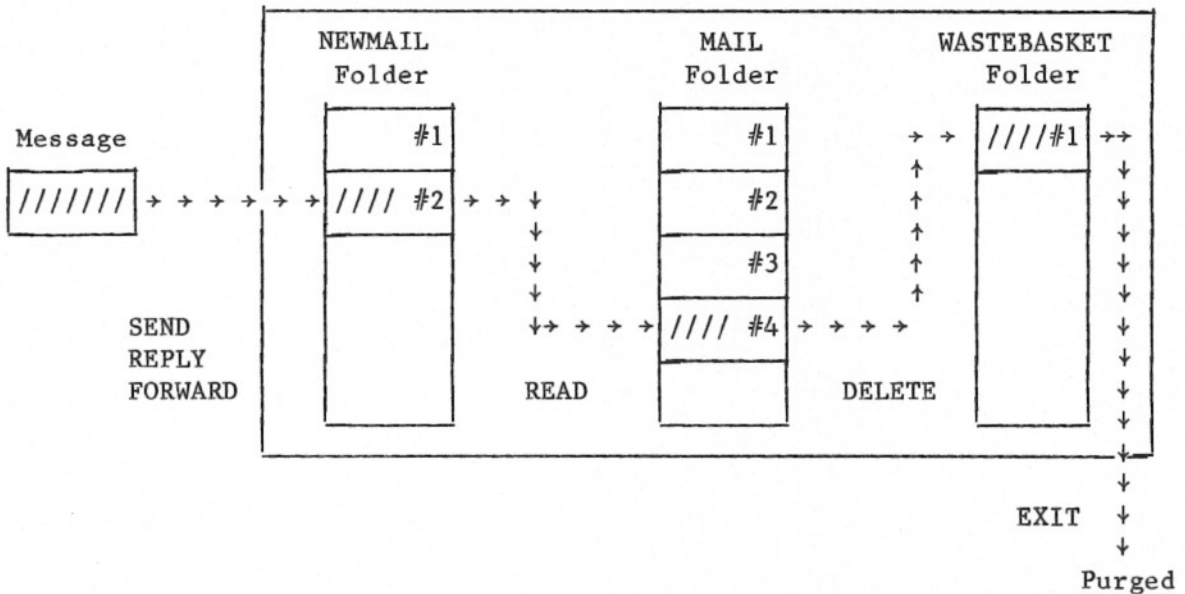 NEWMAIL
Folder
MAIL
Folder
WASTEBASKET
Folder
Message
///////
#1
//// #2
#1
#2
#3
//// #4
////#1
SEND
REPLY
FORWARD
READ
DELETE
EXIT
Purged